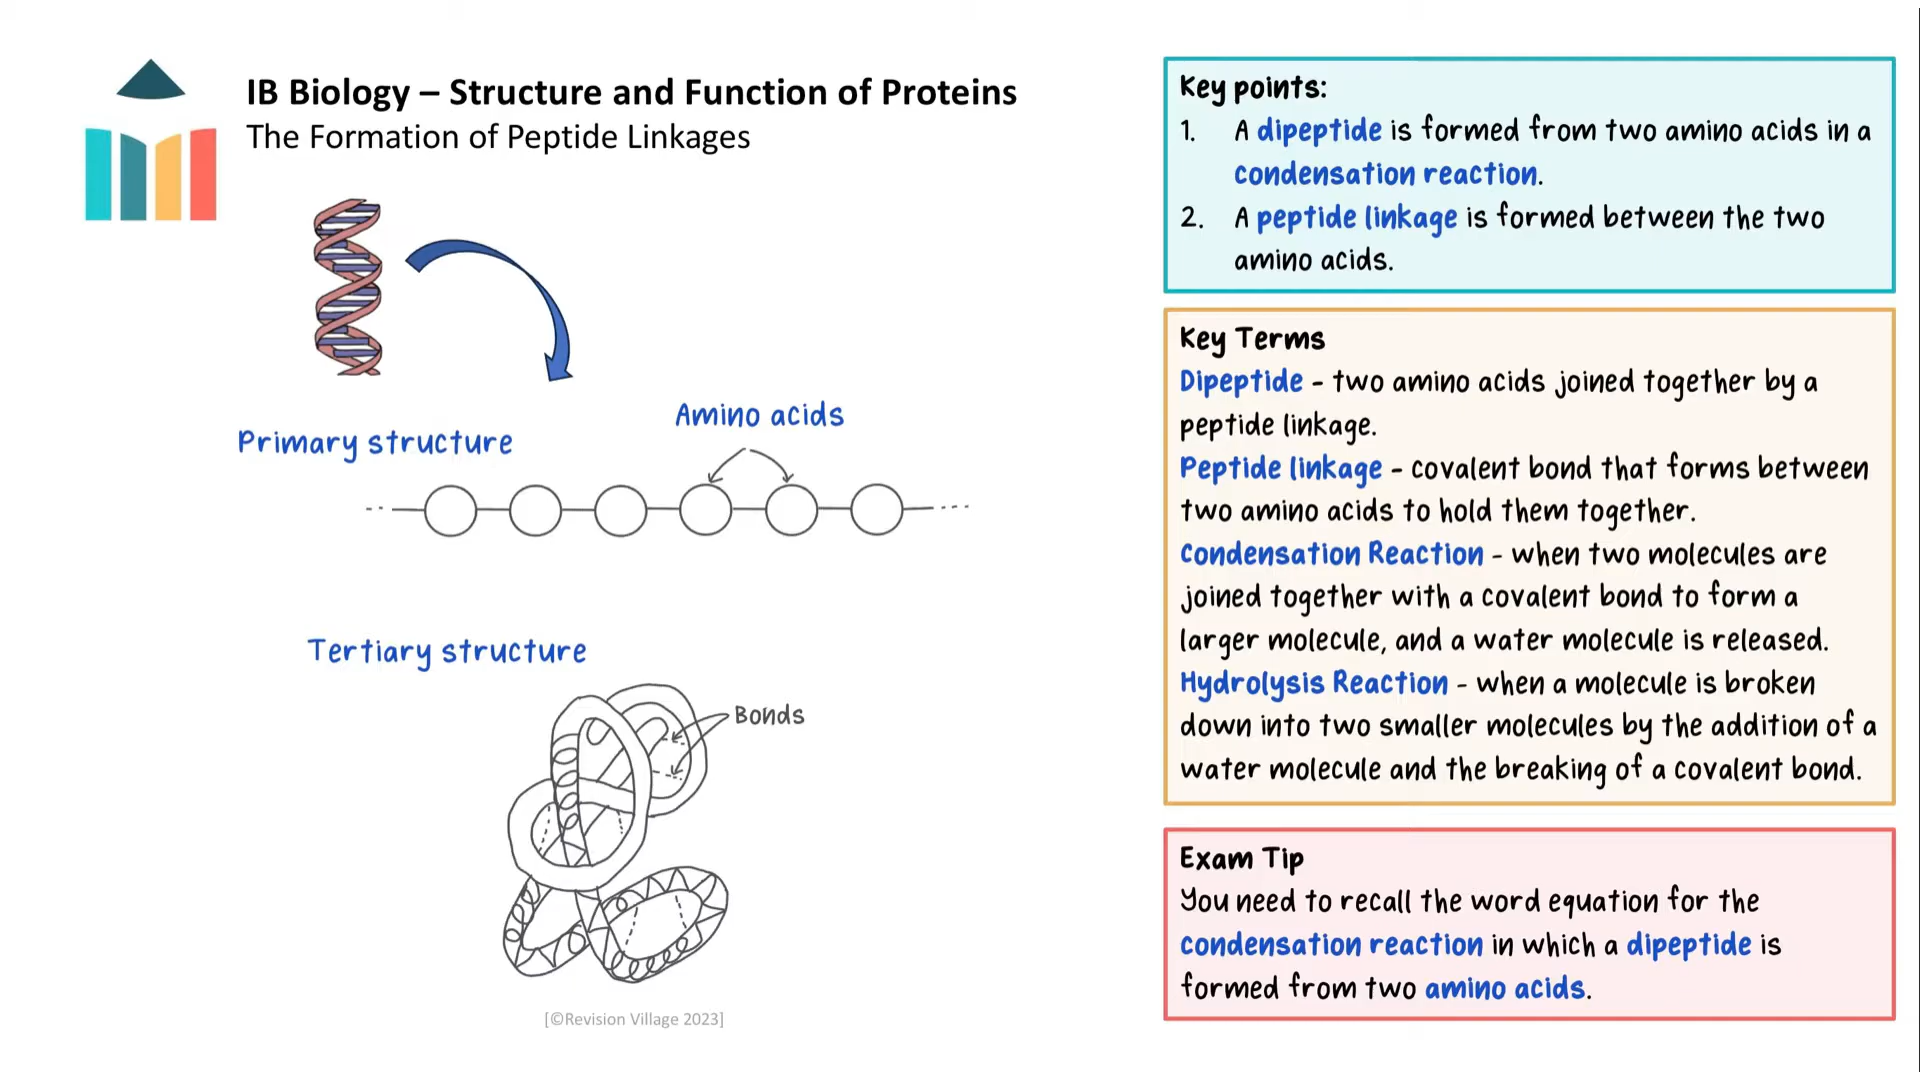 IB Biology – Structure and Function of Proteins
The Formation of Peptide Linkages
Primary structure
Amino acids
Tertiary structure
Bonds
[©Revision Village 2023]
Key points:
1. A dipeptide is formed from two amino acids in a
condensation reaction.
2. A peptide linkage is formed between the two
amino acids.
Key Terms
Dipeptide - two amino acids joined together by a
peptide linkage.
Peptide linkage - covalent bond that forms between
two amino acids to hold them together.
Condensation Reaction - when two molecules are
joined together with a covalent bond to form a
larger molecule, and a water molecule is released.
Hydrolysis Reaction - when a molecule is broken
down into two smaller molecules by the addition of a
water molecule and the breaking of a covalent bond.
Exam Tip
You need to recall the word equation for the
condensation reaction in which a dipeptide is
formed from two amino acids.